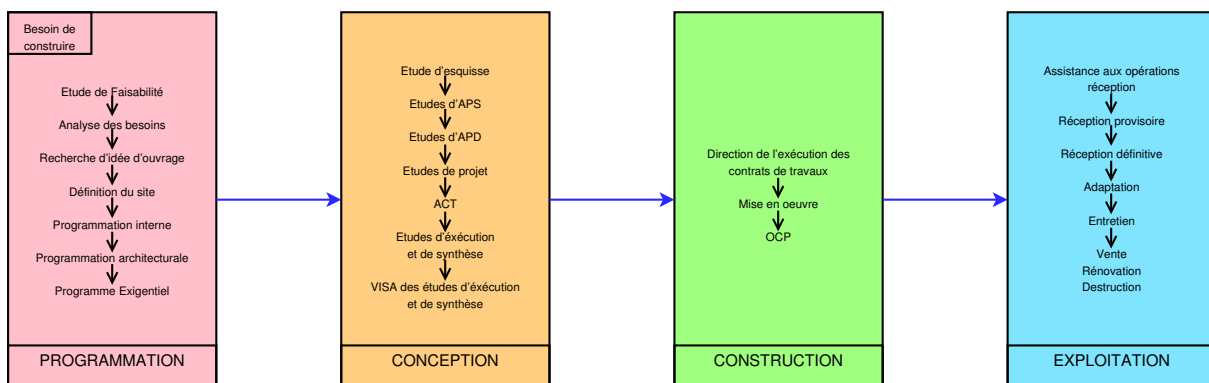 Besoin de
construire
Etude de Faisabilité
Analyse des besoins
Recherche d'idée d'ouvrage
Définition du site
Programmation interne
Programmation architecturale
Programme Exigentiel
PROGRAMMATION
Etude d'esquisse
Etudes d'APS
Etudes d'APD
Etudes de projet
ACT
Etudes d'éxécution
et de synthèse
VISA des études d'éxécution
et de synthèse
CONCEPTION
Direction de l'exécution des
contrats de travaux
Mise en oeuvre
OCP
CONSTRUCTION
Assistance aux opérations
réception
Réception provisoire
Réception définitive
Adaptation
Entretien
Vente
Rénovation
Destruction
EXPLOITATION